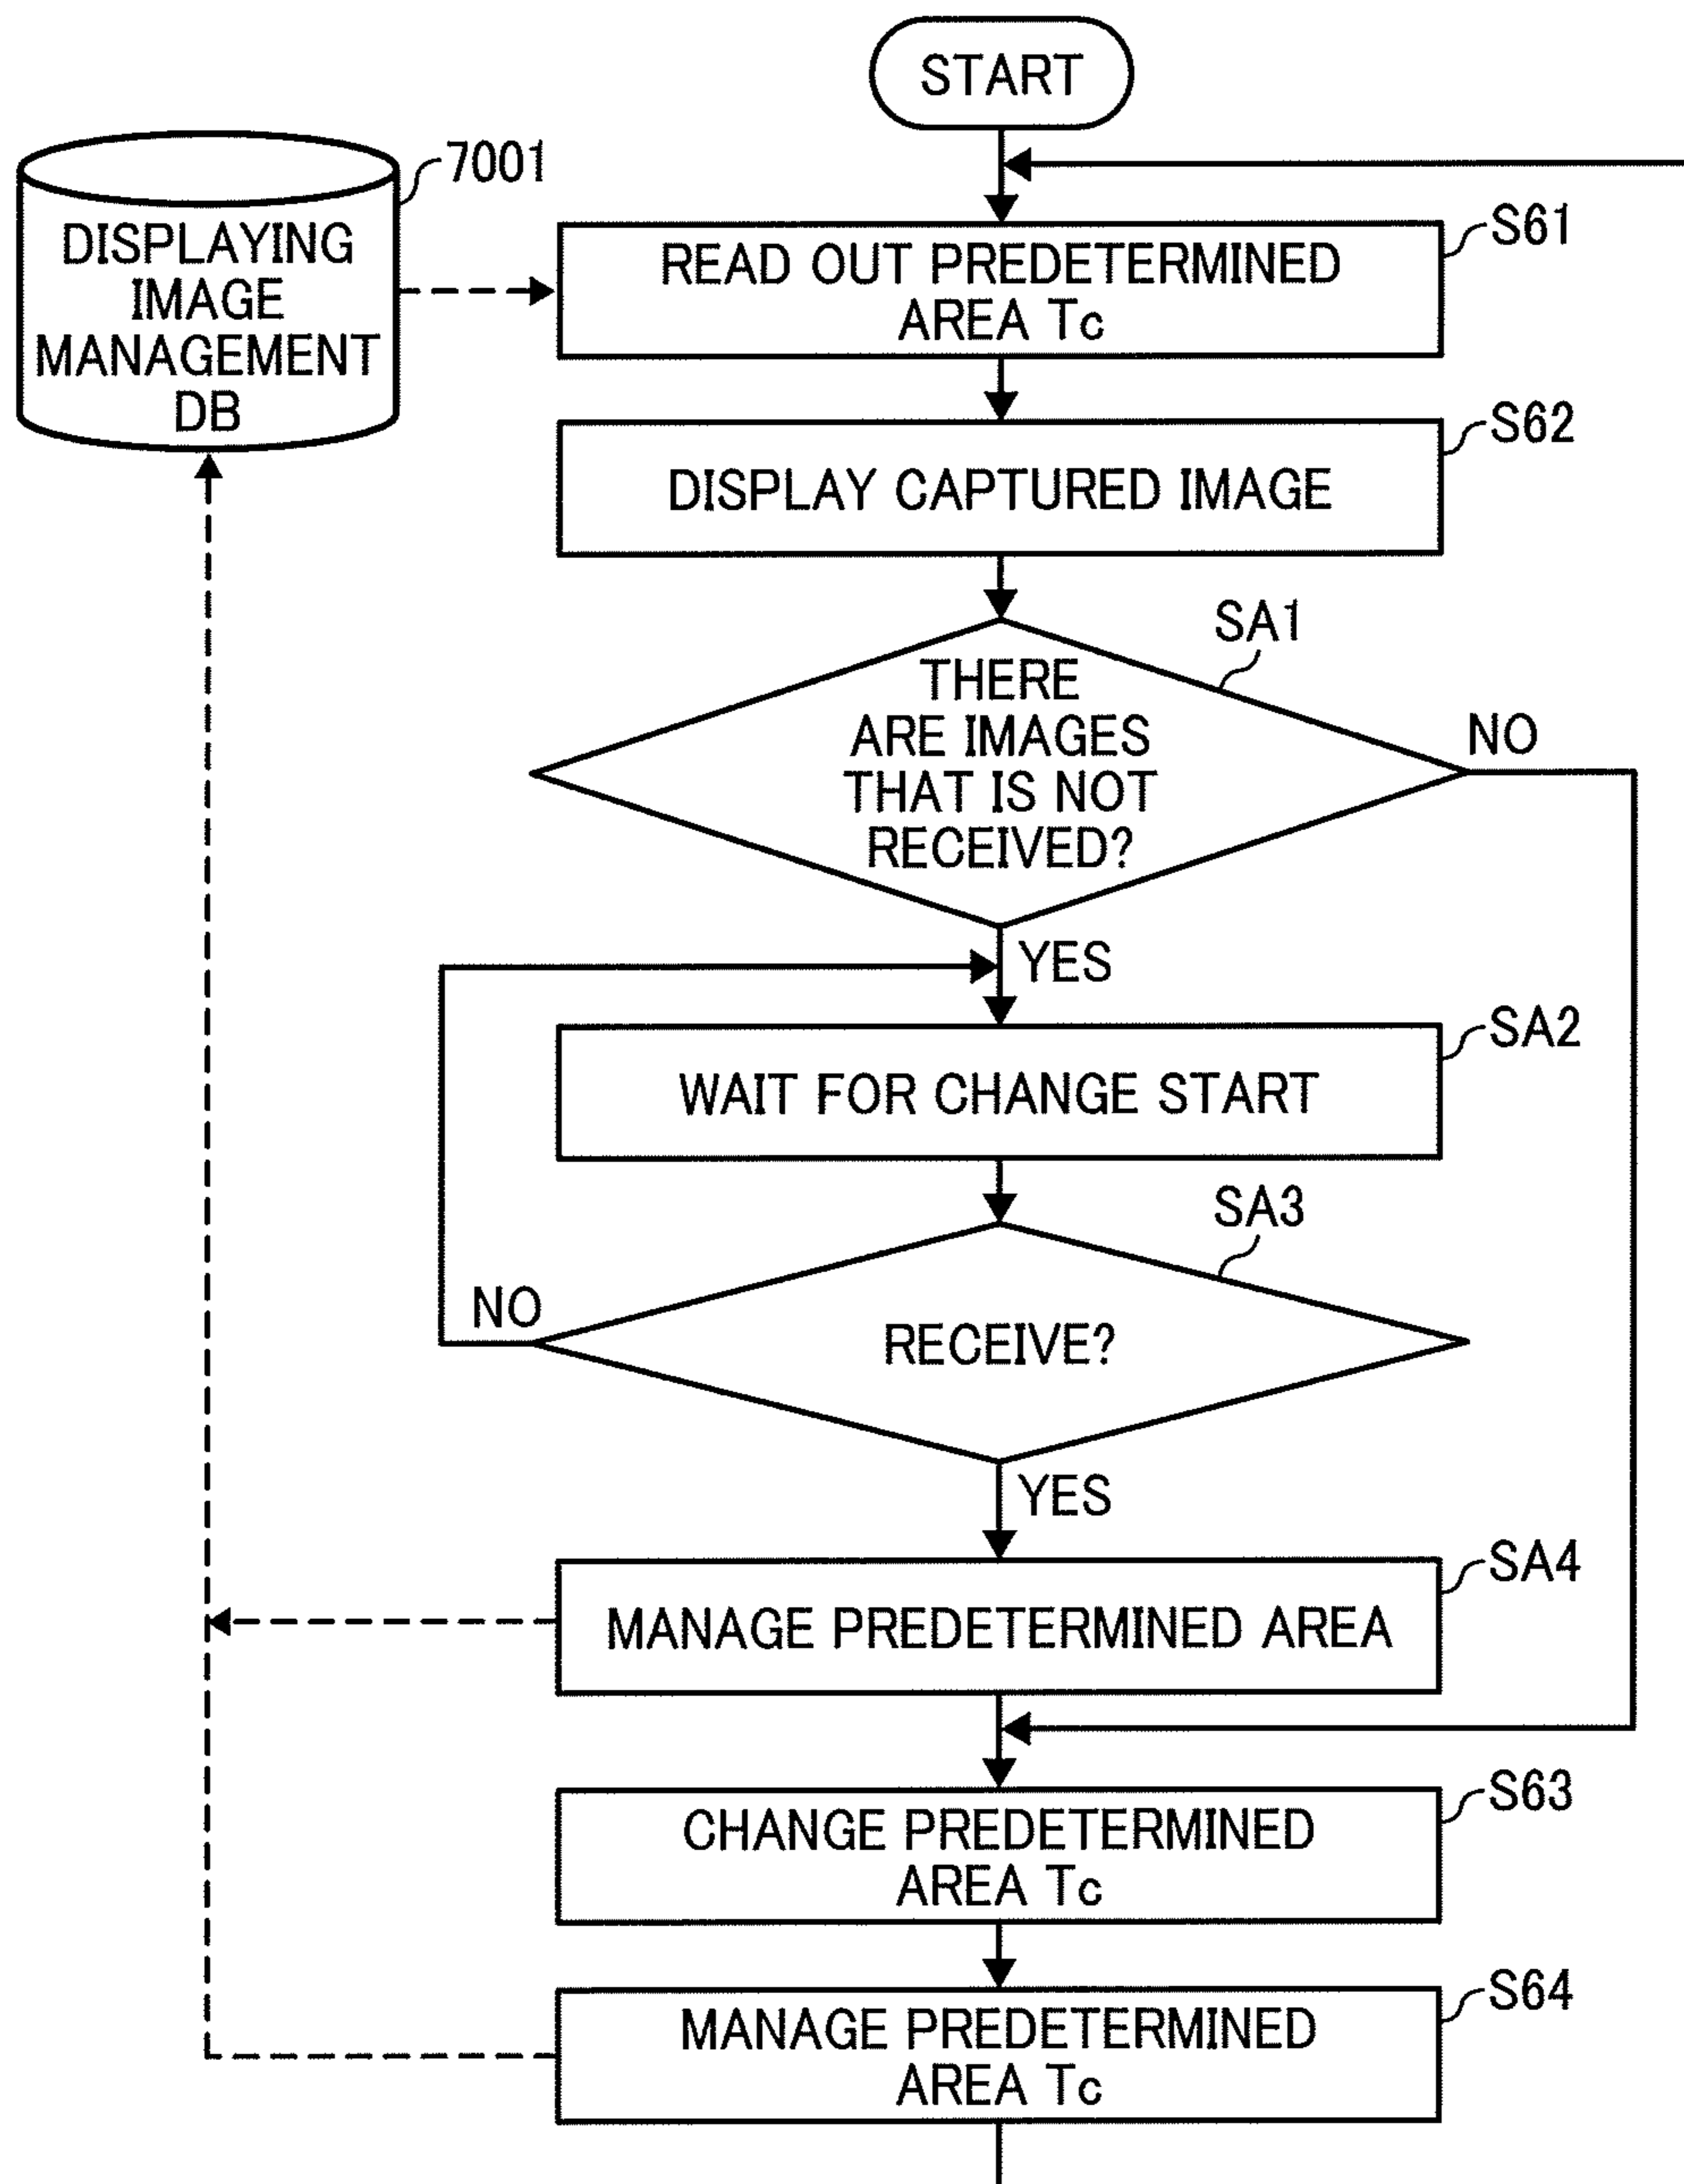 START
7001
DISPLAYING
IMAGE
MANAGEMENT
DB
S61
READ OUT PREDETERMINED
AREA Tc
S62
DISPLAY CAPTURED IMAGE
SA1
THERE
ARE IMAGES
THAT IS NOT
RECEIVED?
NO
YES
SA2
WAIT FOR CHANGE START
SA3
NO
RECEIVE?
YES
SA4
MANAGE PREDETERMINED AREA
S63
CHANGE PREDETERMINED
AREA Tc
S64
MANAGE PREDETERMINED
AREA Tc